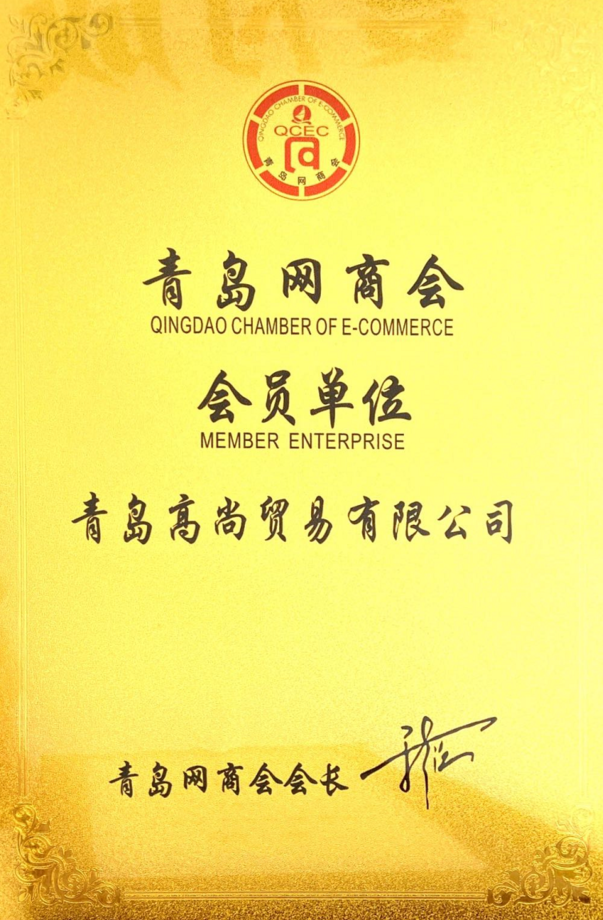 QINGDAO CHAMBER OF E-COMMERCE
QCEC
青岛网商会
青岛网商会
QINGDAO CHAMBER OF E-COMMERCE
会员单位
MEMBER ENTERPRISE
青岛高尚贸易有限公司
青岛网商会会长